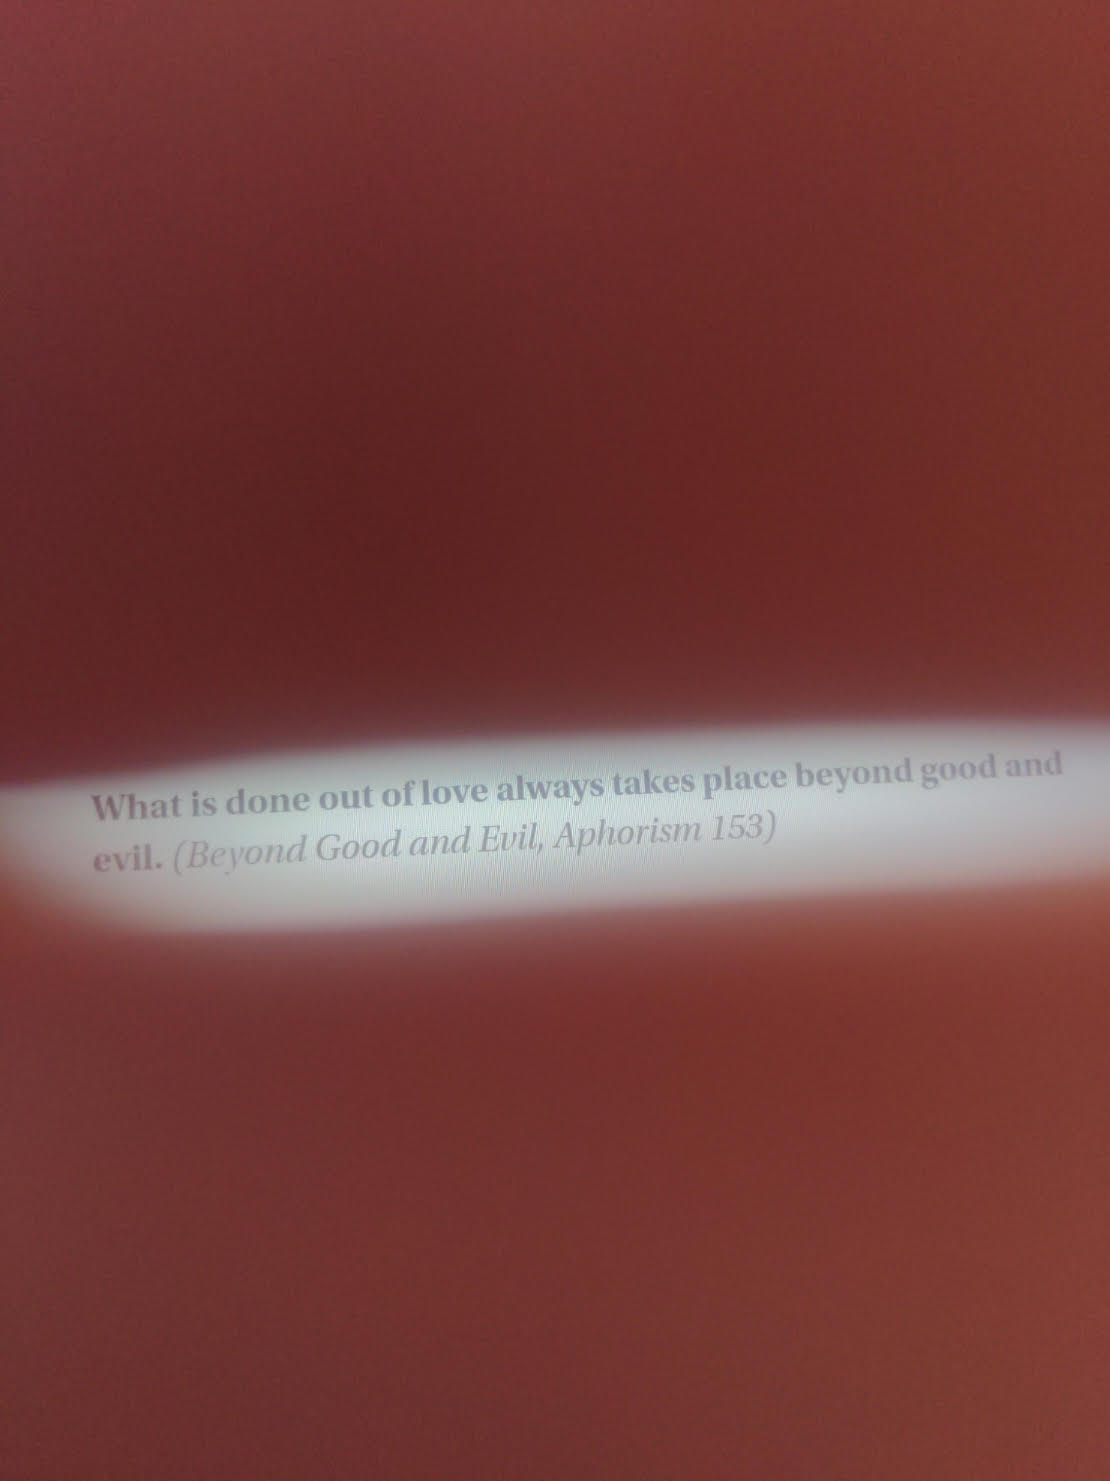 What is done out of love always takes place beyond good and
evil. (Beyond Good and Evil, Aphorism 153)